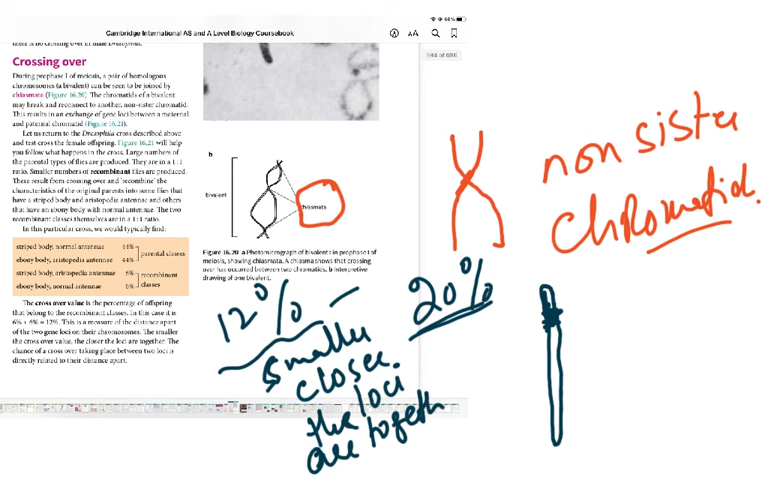 60%
Cambridge International AS and A Level Biology Coursebook
AA
there is no crossing over in male Drosophila.
Crossing over
During prophase I of meiosis, a pair of homologous
chromosomes (a bivalent) can be seen to be joined by
chiasmata (Figure 16.20). The chromatids of a bivalent
may break and reconnect to another, non-sister chromatid.
This results in an exchange of gene loci between a maternal
and paternal chromatid (Figure 16.21).
Let us return to the Drosophila cross described above
and test cross the female offspring. Figure 16.21 will help
you follow what happens in the cross. Large numbers of
the parental types of flies are produced. They are in a 1 : 1
ratio. Smaller numbers of recombinant flies are produced.
These result from crossing over and 'recombine' the
characteristics of the original parents into some flies that
have a striped body and aristopedia antennae and others
that have an ebony body with normal antennae. The two
recombinant classes themselves are in a 1 : 1 ratio.
In this particular cross, we would typically find:
striped body, normal antennae 44%
ebony body, aristopedia antennae 44%
parental classes
striped body, aristopedia antennae 6%
ebony body, normal antennae 6%
recombinant
classes
The cross over value is the percentage of offspring
that belong to the recombinant classes. In this case it is
6% + 6% = 12%. This is a measure of the distance apart
of the two gene loci on their chromosomes. The smaller
the cross over value, the closer the loci are together. The
chance of a cross over taking place between two loci is
directly related to their distance apart.
b
bivalent
chiasmata
Figure 16.20 a Photomicrograph of bivalents in prophase I of
meiosis, showing chiasmata. A chiasma shows that crossing
over has occurred between two chromatids. b Interpretive
drawing of one bivalent.
non sister
chromatid.
12% – 20%
smaller
closer
the loci
are togeth